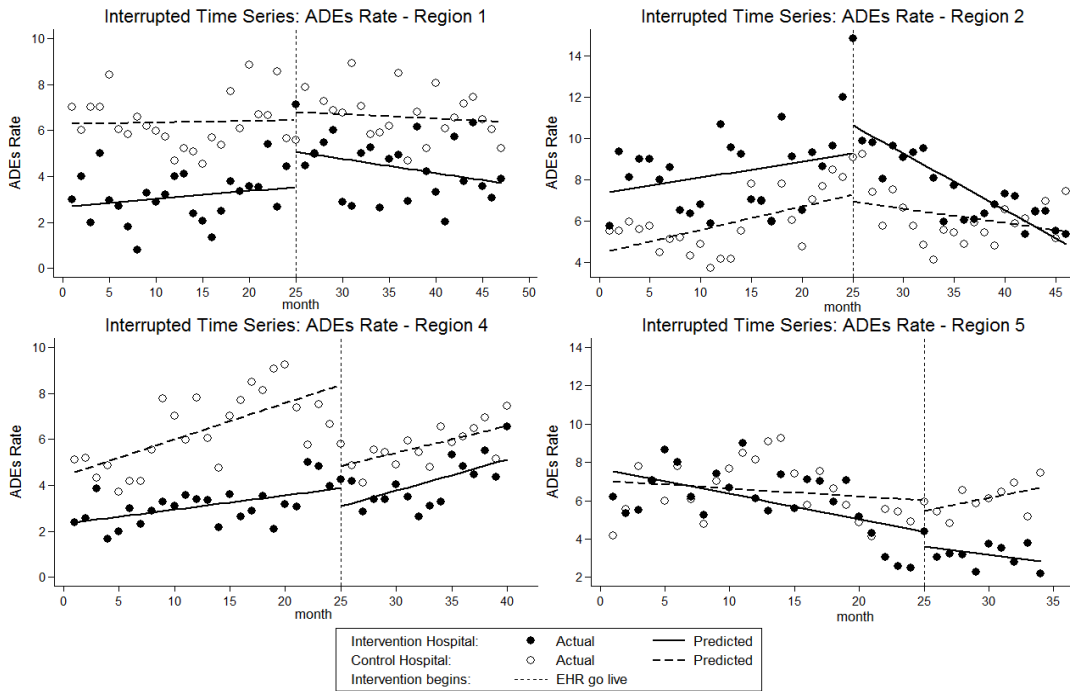 Interrupted Time Series: ADEs Rate - Region 1
10
8
6
4
2
0
ADEs Rate
0 5 10 15 20 25 30 35 40 45 50
month
Interrupted Time Series: ADEs Rate - Region 2
14
12
10
8
6
4
ADEs Rate
0 5 10 15 20 25 30 35 40 45
month
Interrupted Time Series: ADEs Rate - Region 4
10
8
6
4
2
0
ADEs Rate
0 5 10 15 20 25 30 35 40
month
Interrupted Time Series: ADEs Rate - Region 5
14
12
10
8
6
4
2
ADEs Rate
0 5 10 15 20 25 30 35
month
Intervention Hospital: Actual Predicted
Control Hospital: Actual Predicted
Intervention begins: EHR go live